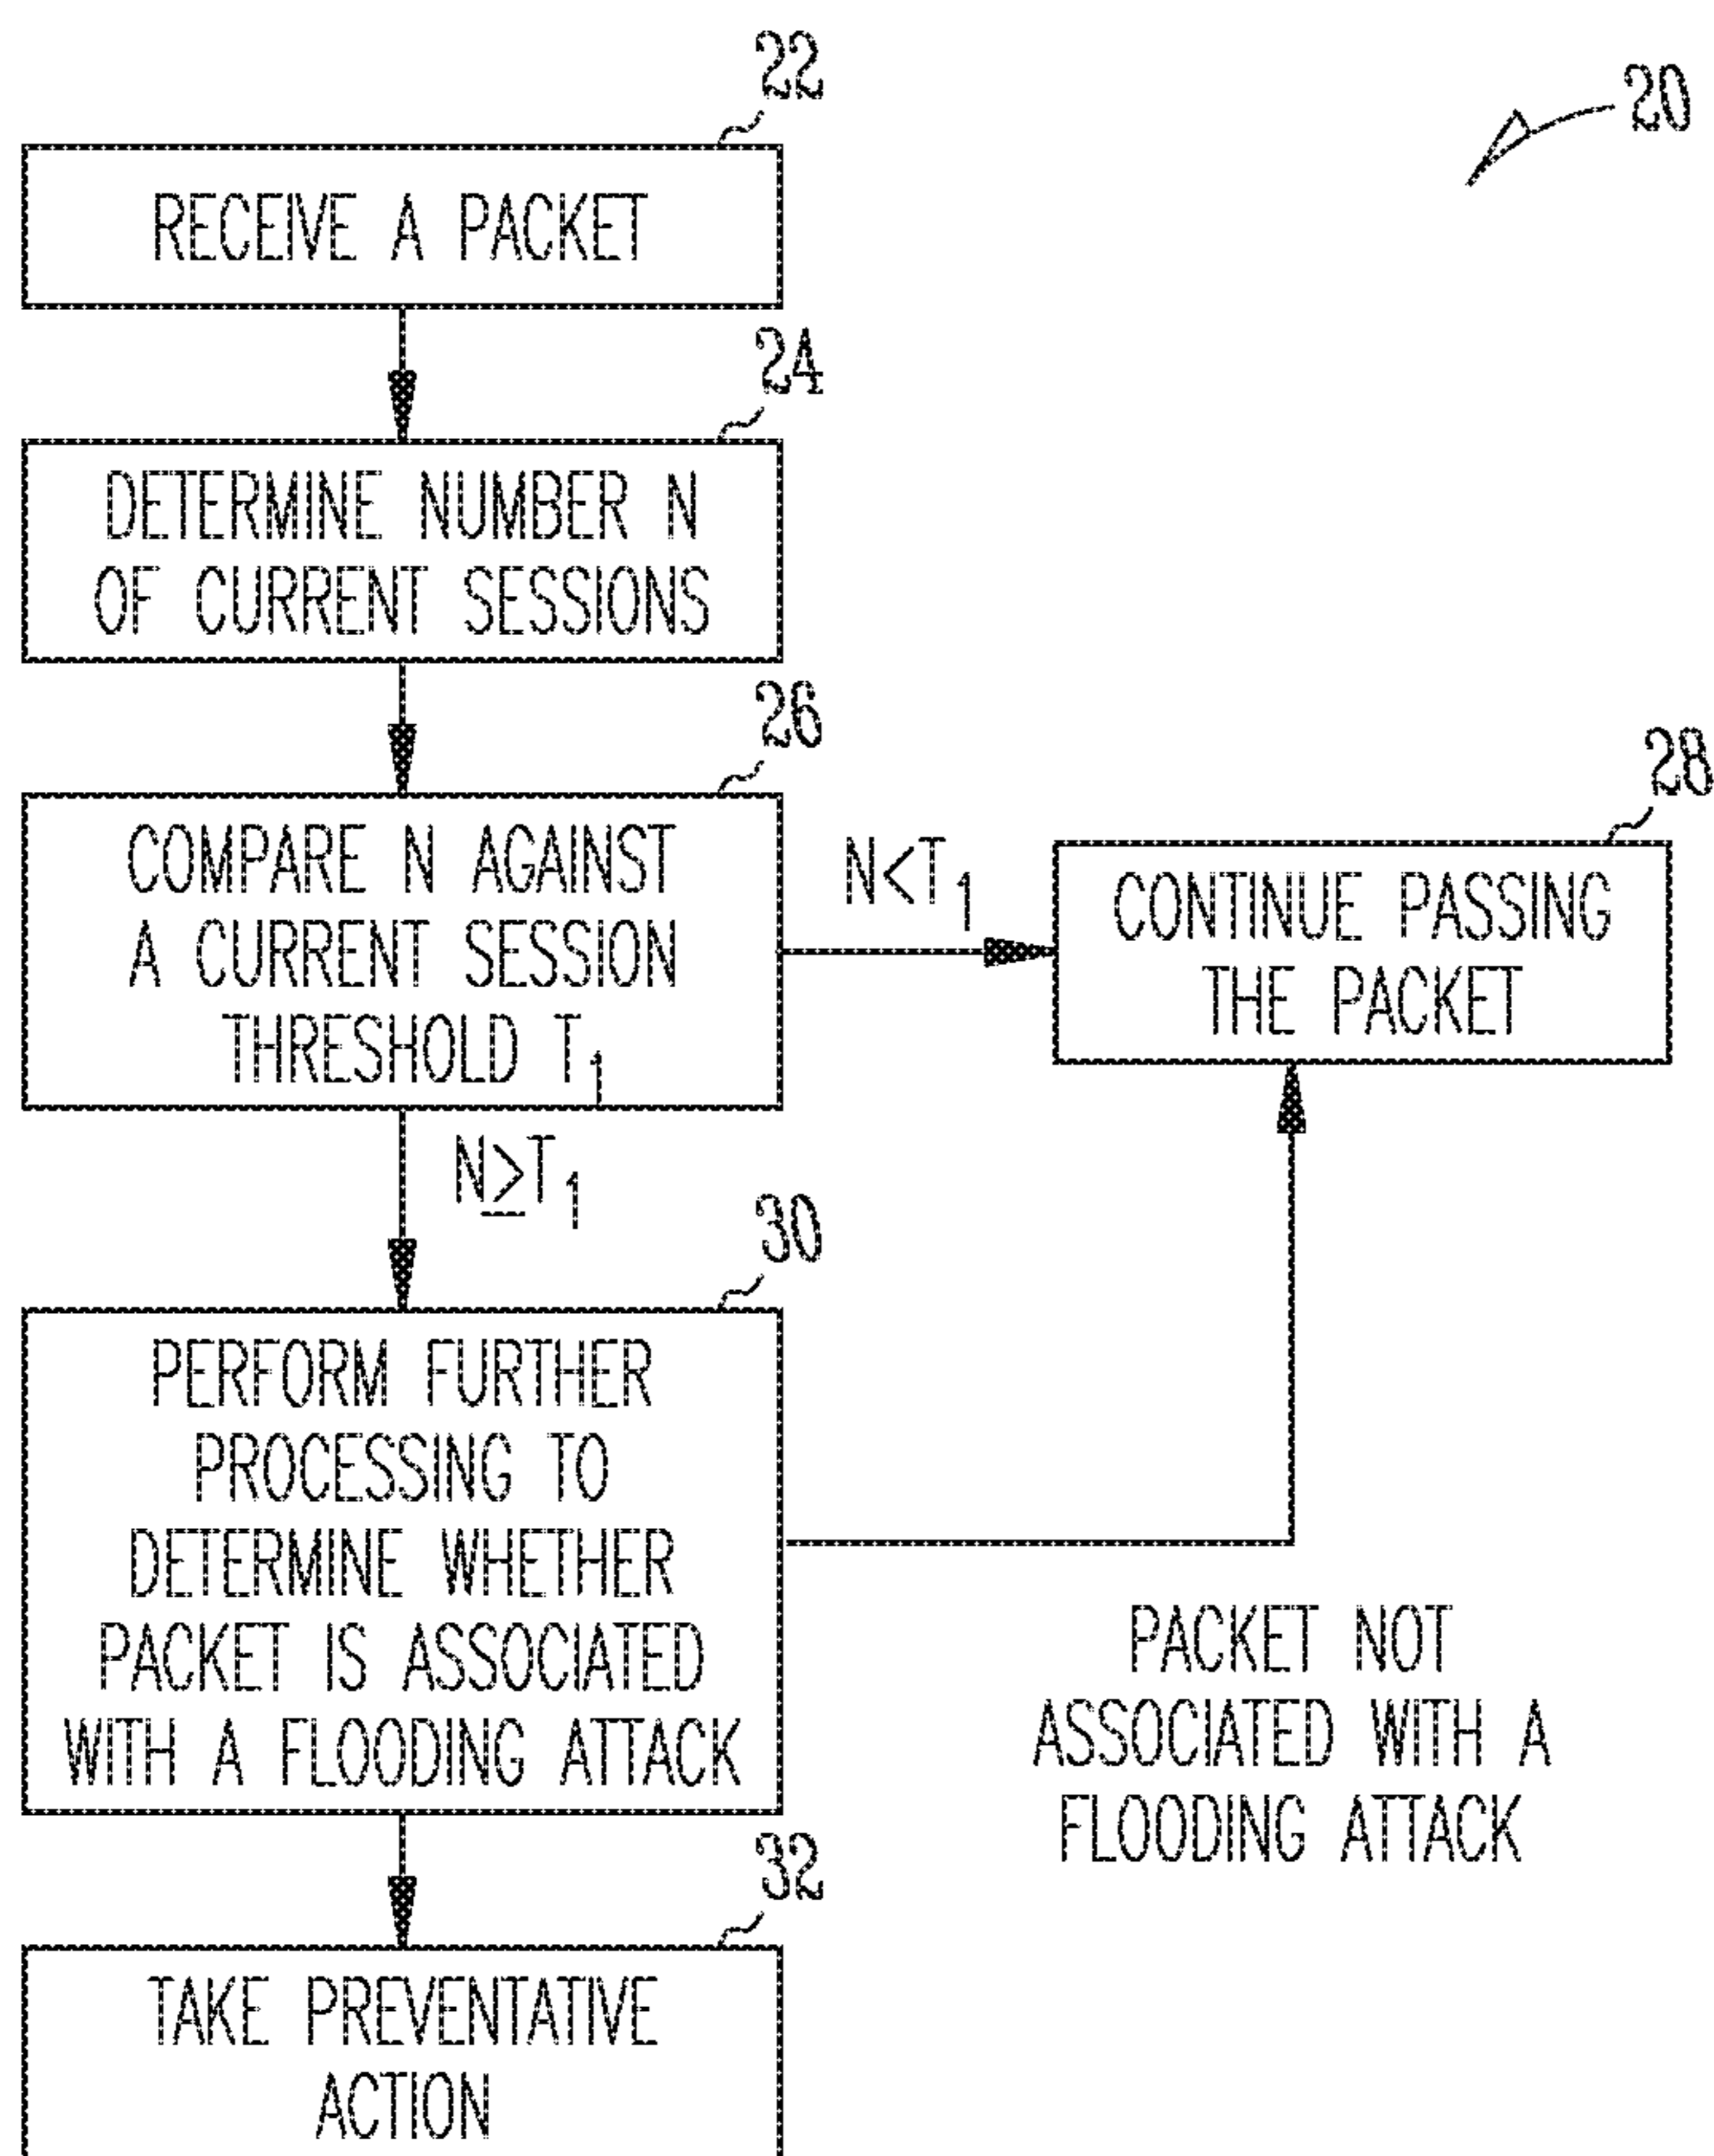 20
22
RECEIVE A PACKET
24
DETERMINE NUMBER N
OF CURRENT SESSIONS
26
COMPARE N AGAINST
A CURRENT SESSION
THRESHOLD T1
N<T1
28
CONTINUE PASSING
THE PACKET
N≥T1
30
PERFORM FURTHER
PROCESSING TO
DETERMINE WHETHER
PACKET IS ASSOCIATED
WITH A FLOODING ATTACK
PACKET NOT
ASSOCIATED WITH A
FLOODING ATTACK
32
TAKE PREVENTATIVE
ACTION